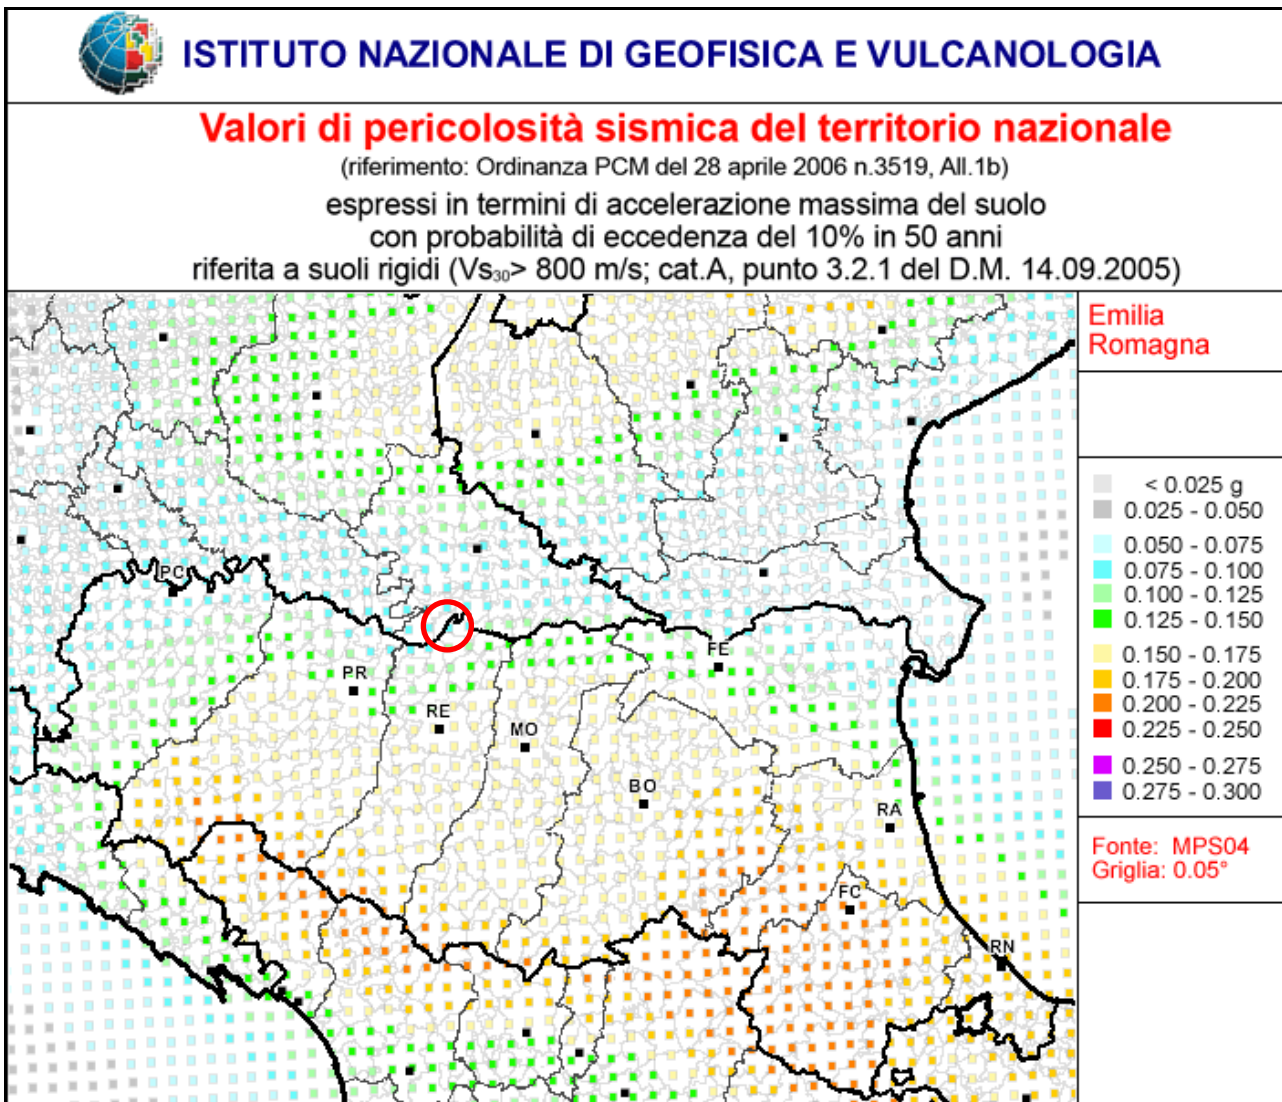 ISTITUTO NAZIONALE DI GEOFISICA E VULCANOLOGIA
Valori di pericolosità sismica del territorio nazionale
(riferimento: Ordinanza PCM del 28 aprile 2006 n.3519, All.1b)
espressi in termini di accelerazione massima del suolo
con probabilità di eccedenza del 10% in 50 anni
riferita a suoli rigidi (Vs30> 800 m/s; cat.A, punto 3.2.1 del D.M. 14.09.2005)
Emilia
Romagna
< 0.025 g
0.025 - 0.050
0.050 - 0.075
0.075 - 0.100
0.100 - 0.125
0.125 - 0.150
0.150 - 0.175
0.175 - 0.200
0.200 - 0.225
0.225 - 0.250
0.250 - 0.275
0.275 - 0.300
Fonte: MPS04
Griglia: 0.05°
PC
PR
RE
MO
FE
BO
RA
FC
RN